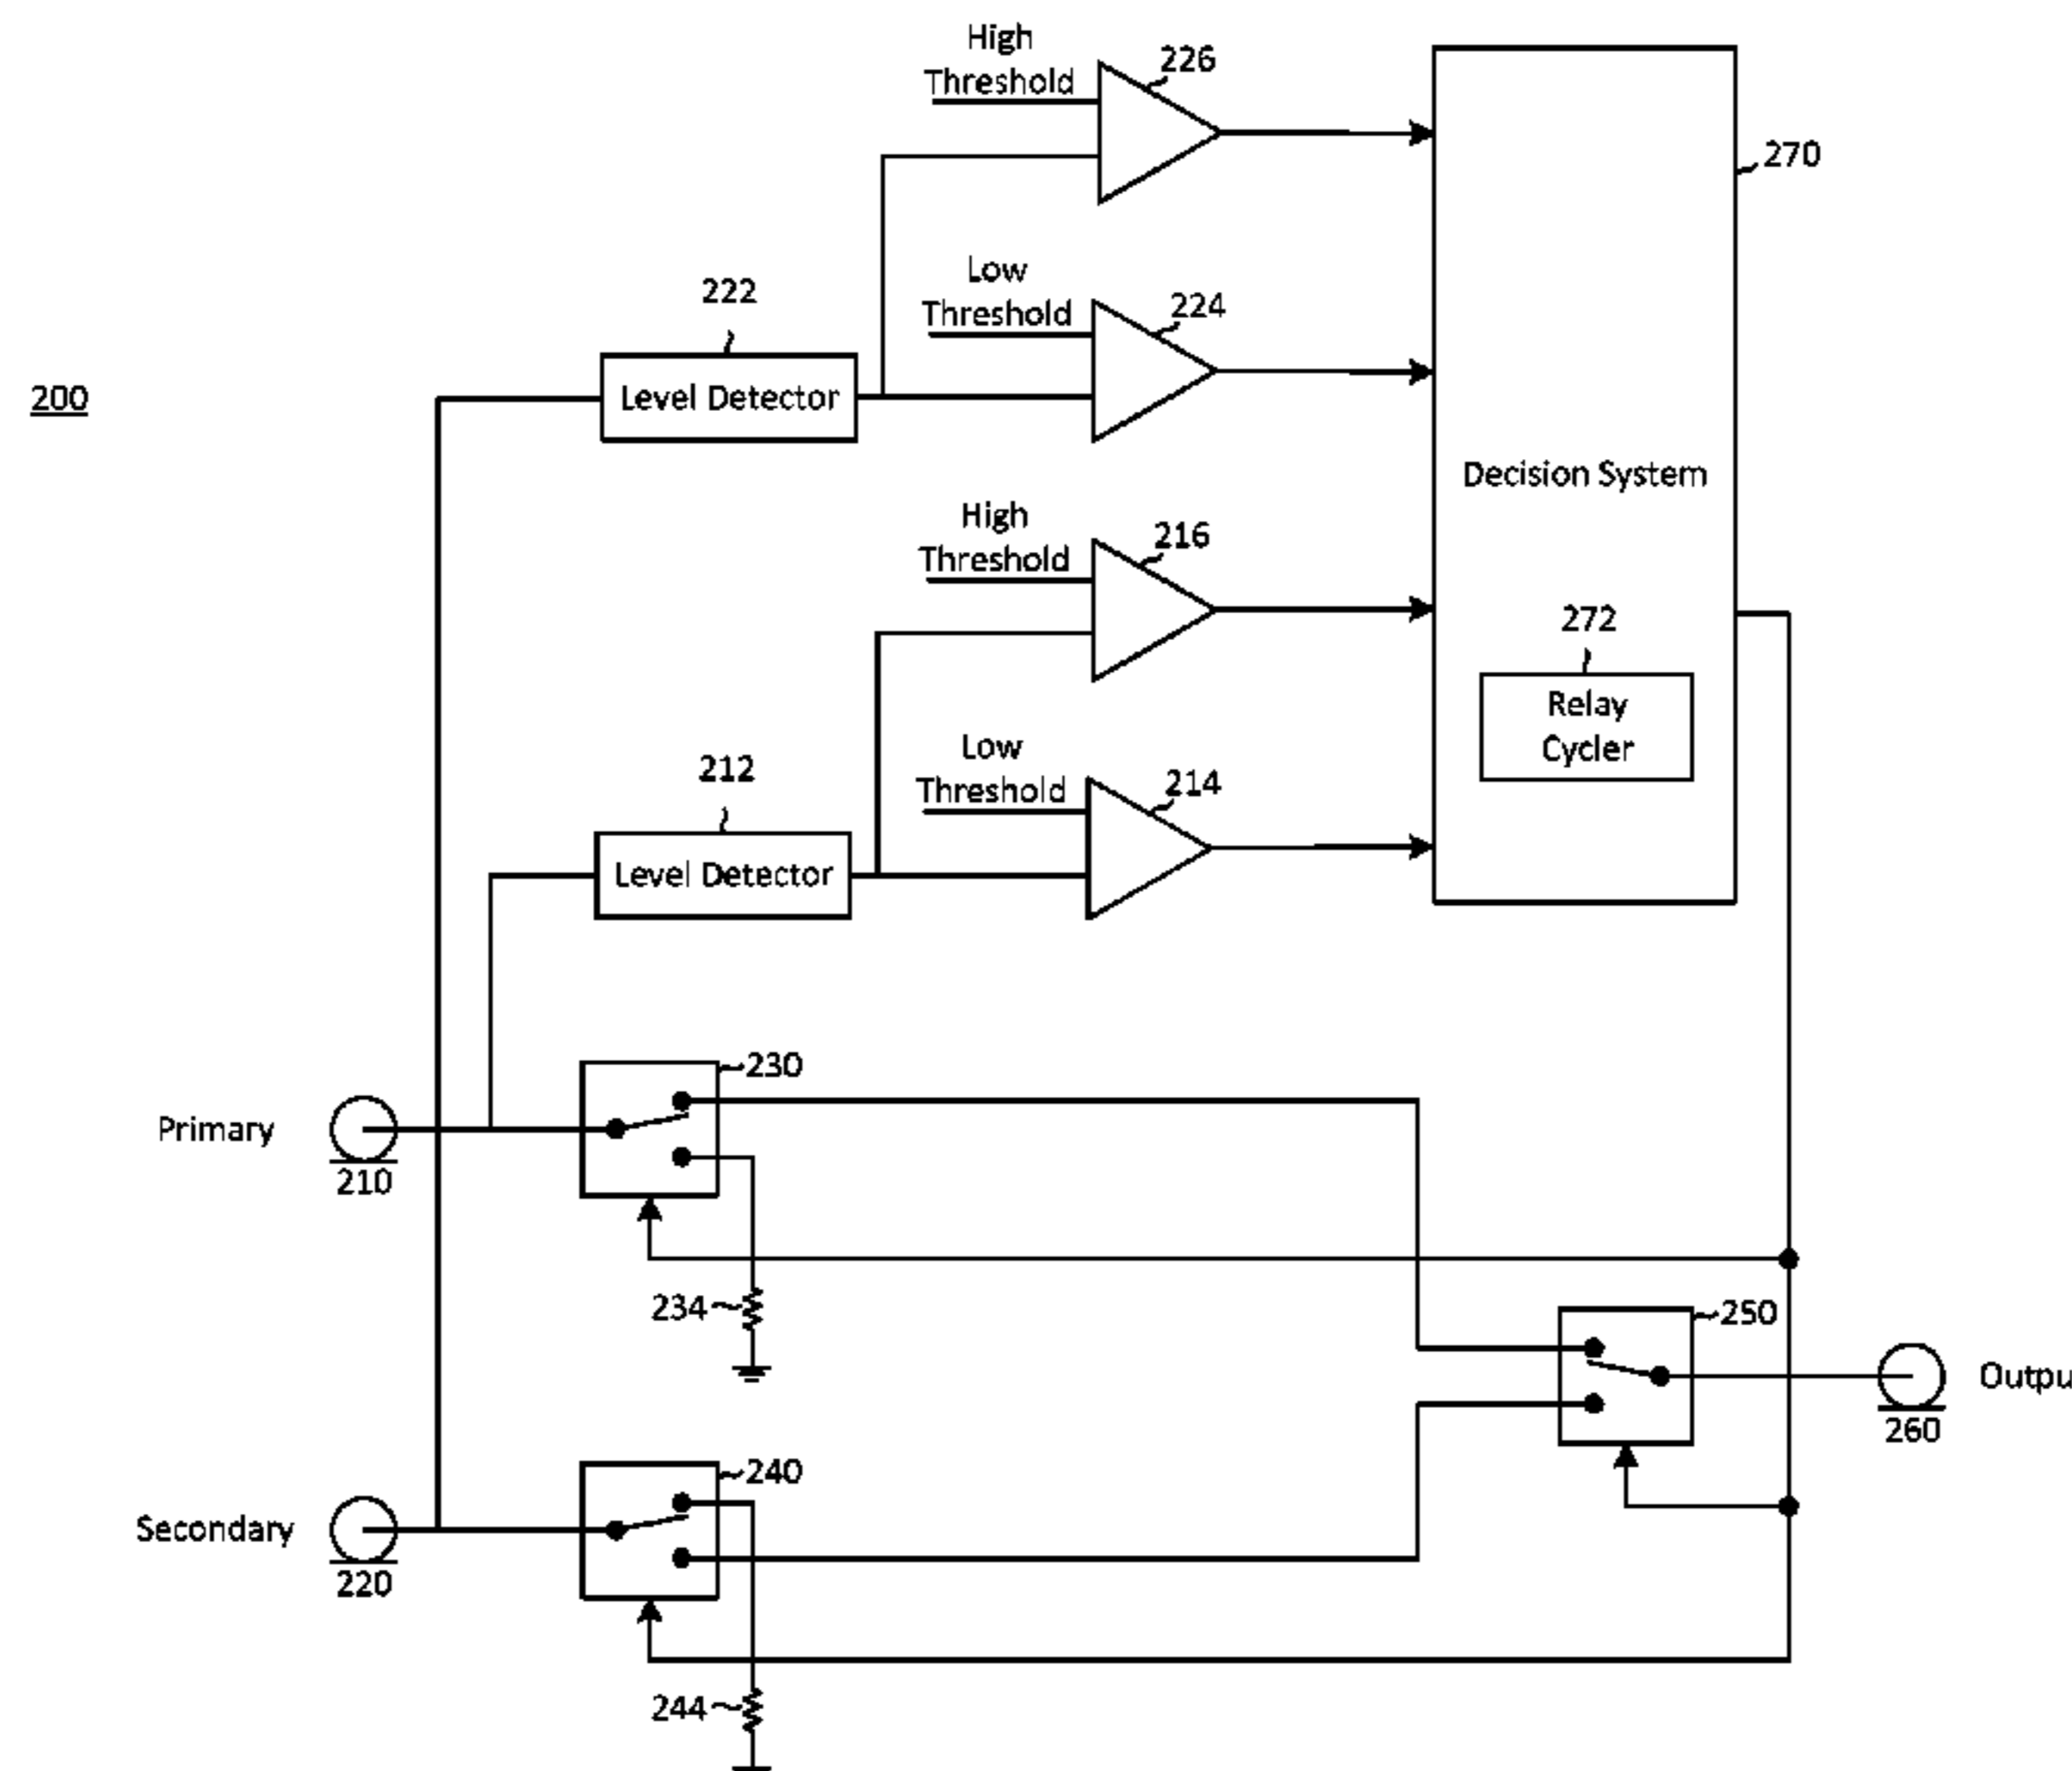 High
Threshold
226
270
Low
Threshold
224
222
Level Detector
200
Decision System
High
Threshold
216
272
Relay
Cycler
Low
Threshold
214
212
Level Detector
230
Primary
210
234
250
Outpu
260
240
Secondary
220
244